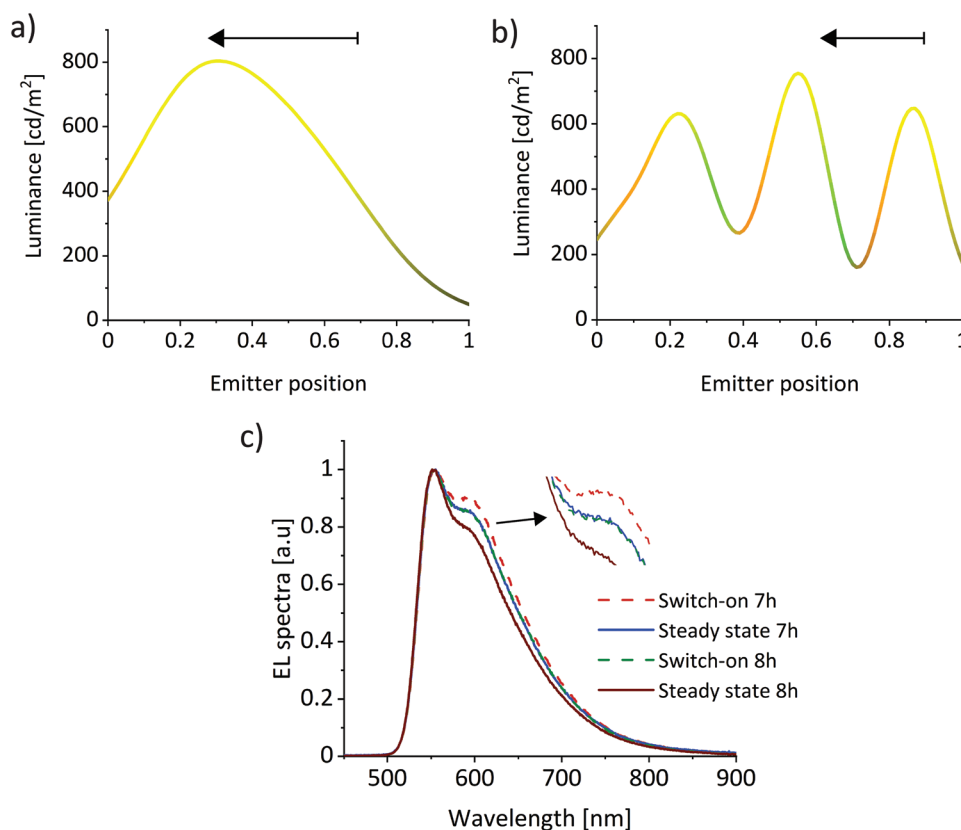 a)
Luminance [cd/m²]
800
600
400
200
0
0 0.2 0.4 0.6 0.8 1
Emitter position
b)
Luminance [cd/m²]
800
600
400
200
0
0 0.2 0.4 0.6 0.8 1
Emitter position
c)
EL spectra [a.u]
1
0.8
0.6
0.4
0.2
0
Switch-on 7h
Steady state 7h
Switch-on 8h
Steady state 8h
500 600 700 800 900
Wavelength [nm]